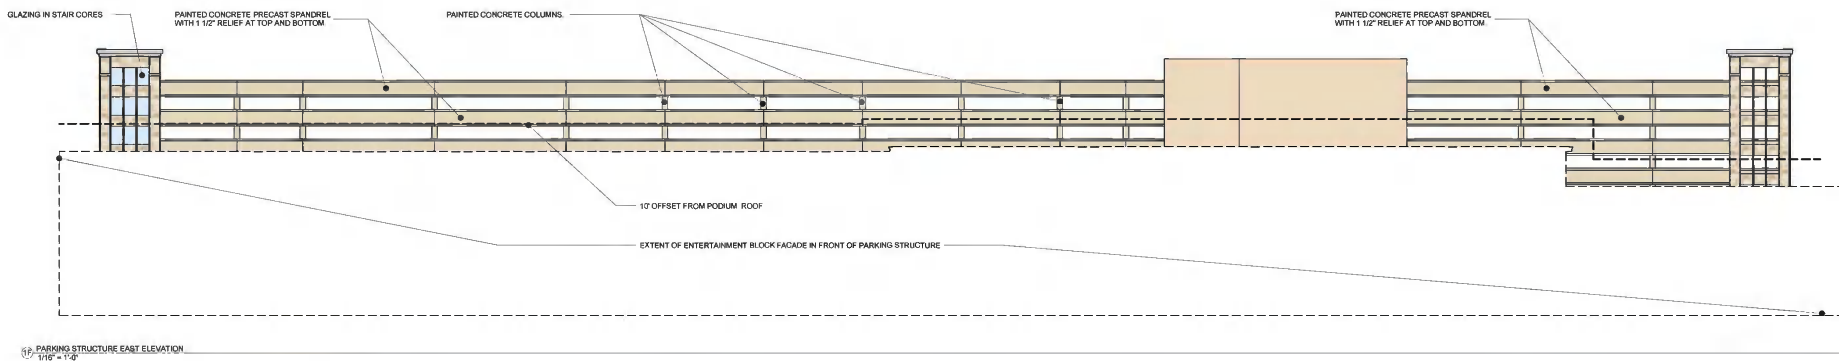 GLAZING IN STAIR CORES
PAINTED CONCRETE PRECAST SPANDREL
WITH 1 1/2" RELIEF AT TOP AND BOTTOM
PAINTED CONCRETE COLUMNS
PAINTED CONCRETE PRECAST SPANDREL
WITH 1 1/2" RELIEF AT TOP AND BOTTOM
10' OFFSET FROM PODIUM ROOF
EXTENT OF ENTERTAINMENT BLOCK FACADE IN FRONT OF PARKING STRUCTURE
1F PARKING STRUCTURE EAST ELEVATION
1/16" = 1'-0"